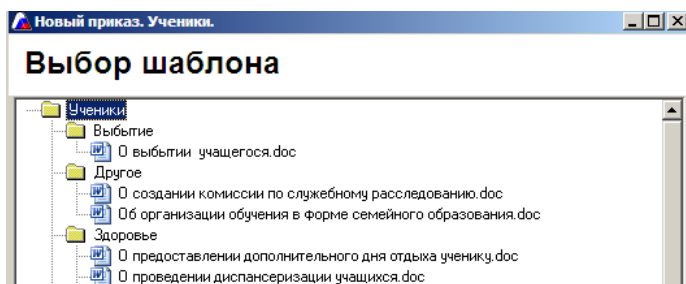 Новый приказ. Ученики.
Выбор шаблона
Ученики
Выбытие
О выбытии учащегося.doc
Другое
О создании комиссии по служебному расследованию.doc
Об организации обучения в форме семейного образования.doc
Здоровье
О предоставлении дополнительного дня отдыха ученику.doc
О проведении диспансеризации учащихся.doc